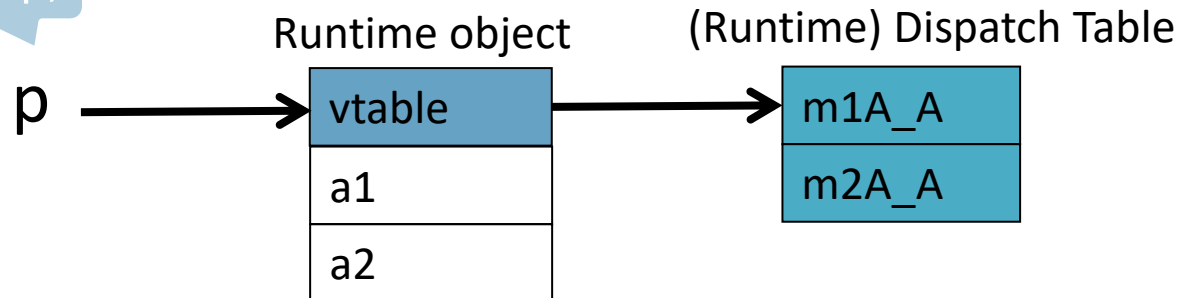 Runtime object
(Runtime) Dispatch Table
p
vtable
m1A_A
a1
m2A_A
a2